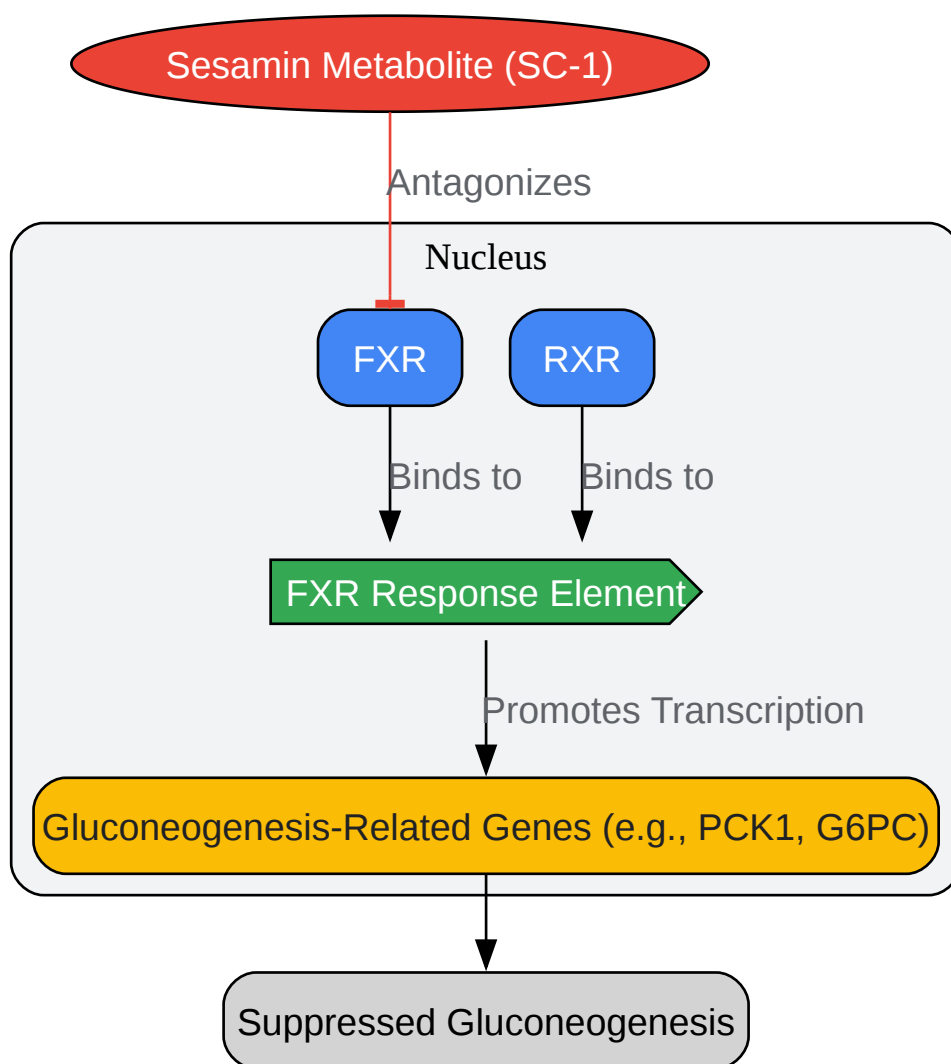 Sesamin Metabolite (SC-1)
Antagonizes
Nucleus
FXR
RXR
Binds to
Binds to
FXR Response Element
Promotes Transcription
Gluconeogenesis-Related Genes (e.g., PCK1, G6PC)
Suppressed Gluconeogenesis